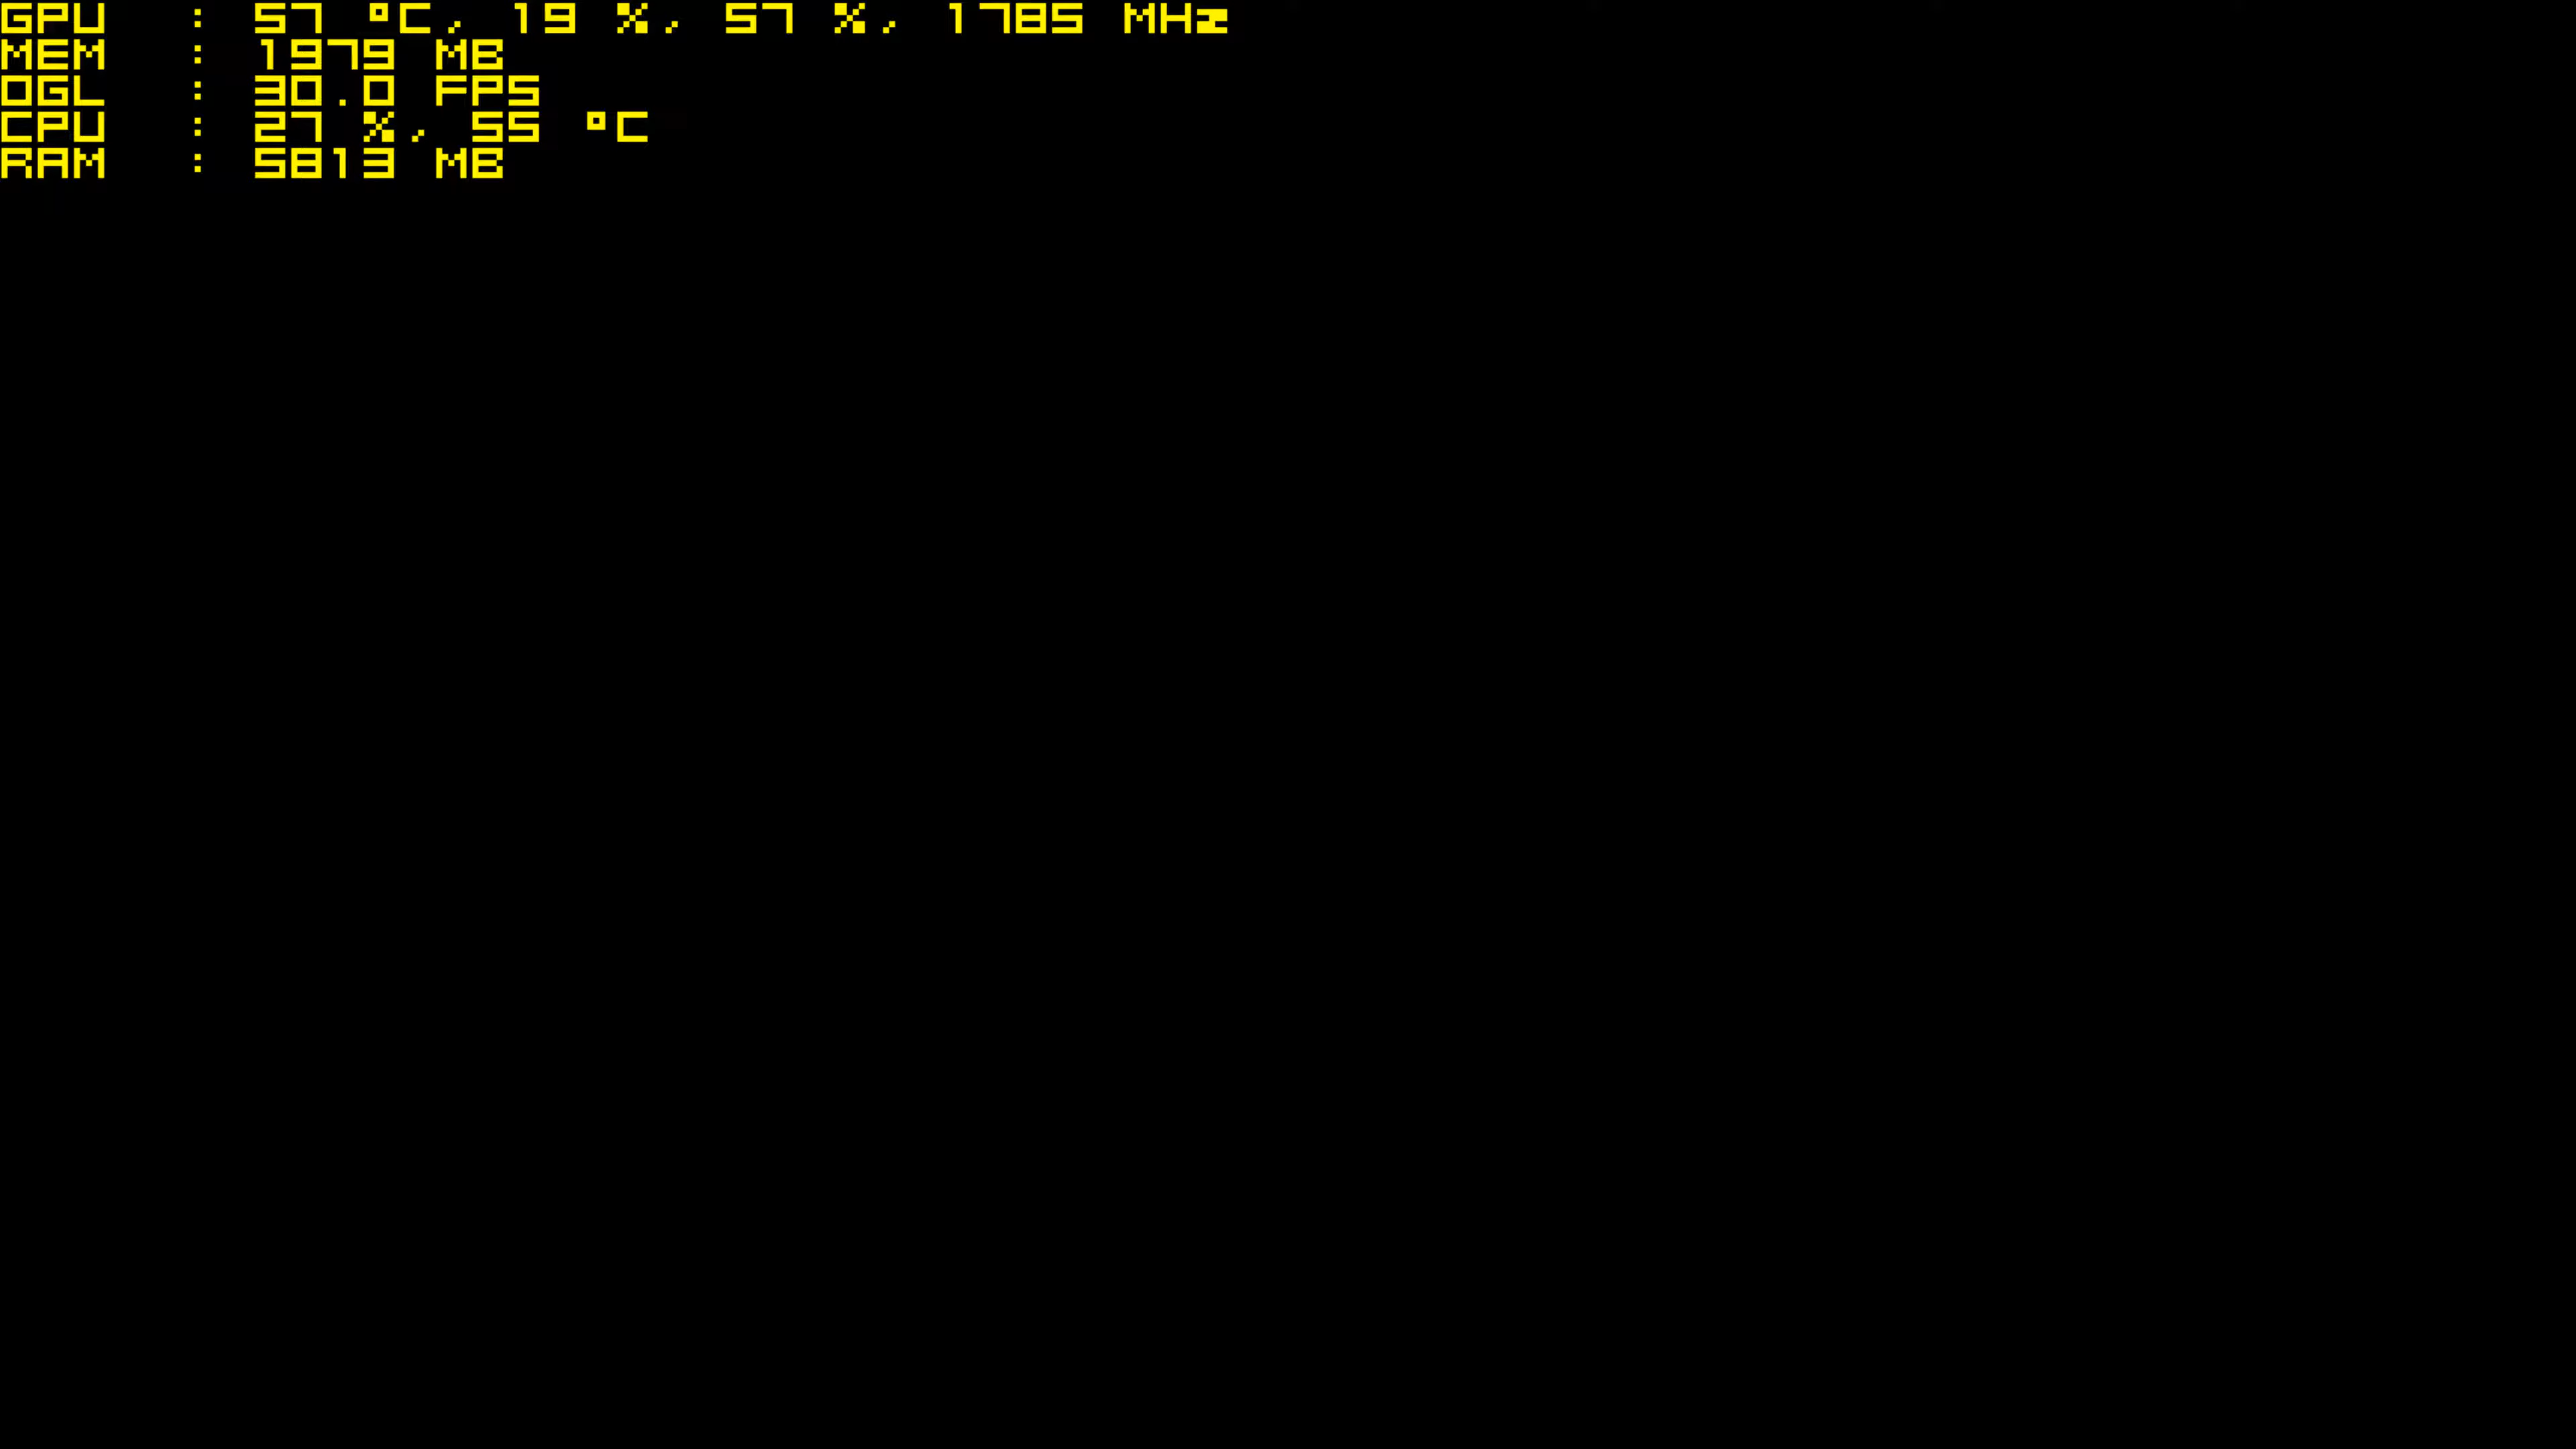 GPU : 57 °C, 19 %, 57 %, 1785 MHz
MEM : 1979 MB
OGL : 30.0 FPS
CPU : 27 %, 55 °C
RAM : 5813 MB